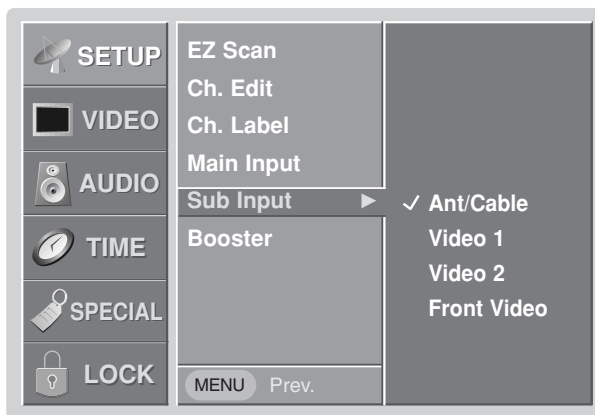 SETUP
VIDEO
AUDIO
TIME
SPECIAL
LOCK
EZ Scan
Ch. Edit
Ch. Label
Main Input
Sub Input ►
Booster
MENU Prev.
✓ Ant/Cable
Video 1
Video 2
Front Video